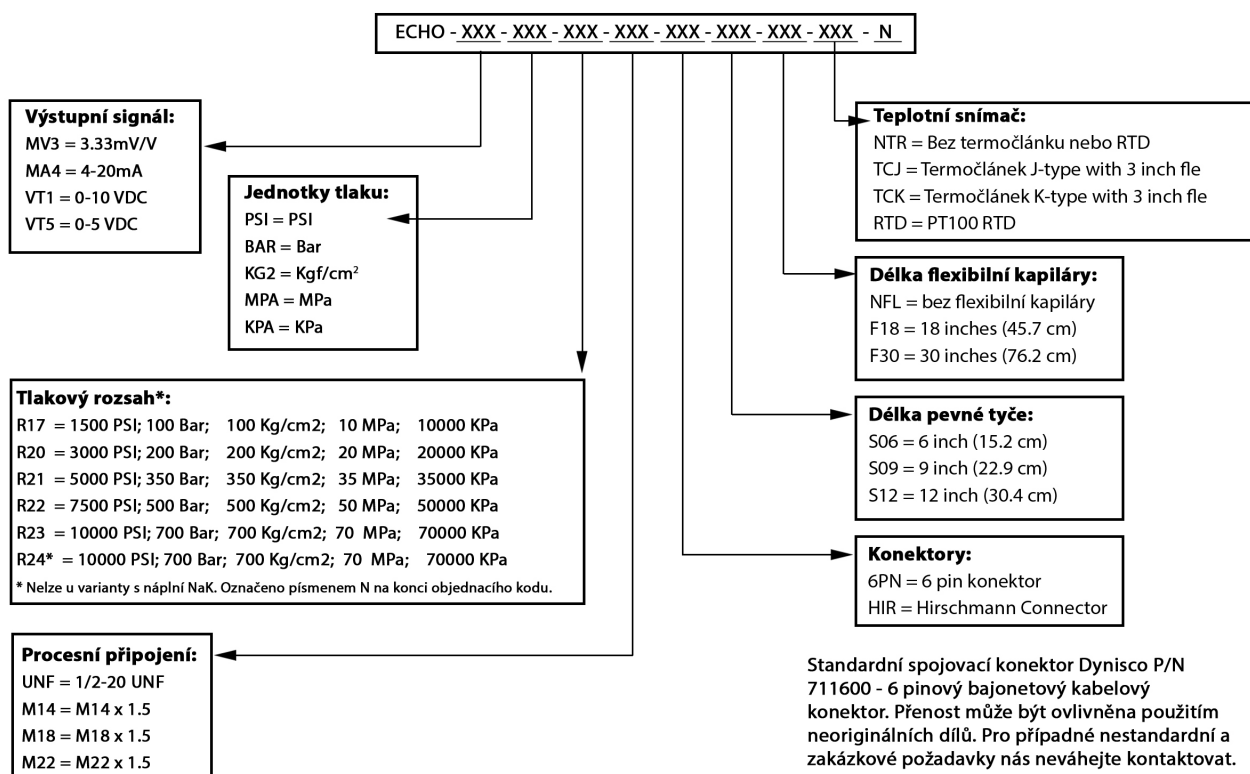 ECHO - XXX - XXX - XXX - XXX - XXX - XXX - XXX - XXX - N
Výstupní signál:
MV3 = 3.33mV/V
MA4 = 4-20mA
VT1 = 0-10 VDC
VT5 = 0-5 VDC
Jednotky tlaku:
PSI = PSI
BAR = Bar
KG2 = Kgf/cm²
MPA = MPa
KPA = KPa
Tlakový rozsah*:
R17 = 1500 PSI; 100 Bar; 100 Kg/cm2; 10 MPa; 10000 KPa
R20 = 3000 PSI; 200 Bar; 200 Kg/cm2; 20 MPa; 20000 KPa
R21 = 5000 PSI; 350 Bar; 350 Kg/cm2; 35 MPa; 35000 KPa
R22 = 7500 PSI; 500 Bar; 500 Kg/cm2; 50 MPa; 50000 KPa
R23 = 10000 PSI; 700 Bar; 700 Kg/cm2; 70 MPa; 70000 KPa
R24* = 10000 PSI; 700 Bar; 700 Kg/cm2; 70 MPa; 70000 KPa
* Nelze u varianty s náplní NaK. Označeno písmenem N na konci objednacího kodu.
Procesní připojení:
UNF = 1/2-20 UNF
M14 = M14 x 1.5
M18 = M18 x 1.5
M22 = M22 x 1.5
Teplotní snímač:
NTR = Bez termočlánku nebo RTD
TCJ = Termočlánek J-type with 3 inch fle
TCK = Termočlánek K-type with 3 inch fle
RTD = PT100 RTD
Délka flexibilní kapiláry:
NFL = bez flexibilní kapiláry
F18 = 18 inches (45.7 cm)
F30 = 30 inches (76.2 cm)
Délka pevné tyče:
S06 = 6 inch (15.2 cm)
S09 = 9 inch (22.9 cm)
S12 = 12 inch (30.4 cm)
Konektory:
6PN = 6 pin konektor
HIR = Hirschmann Connector
Standardní spojovací konektor Dynisco P/N
711600 - 6 pinový bajonetový kabelový
konektor. Přenost může být ovlivněna použitím
neoriginálních dílů. Pro případné nestandardní a
zakázkové požadavky nás neváhejte kontaktovat.